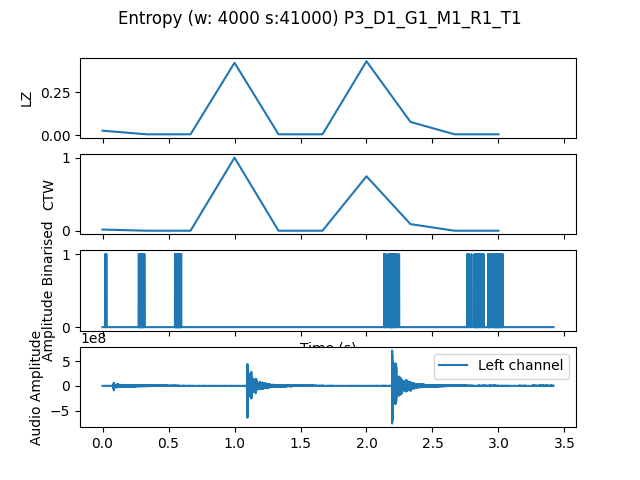 Entropy (w: 4000 s:41000) P3_D1_G1_M1_R1_T1
LZ
0.25
0.00
CTW
1
0
Amplitude Binarised
1
0
Time (s)
1e8
Audio Amplitude
5
0
−5
Left channel
0.0 0.5 1.0 1.5 2.0 2.5 3.0 3.5